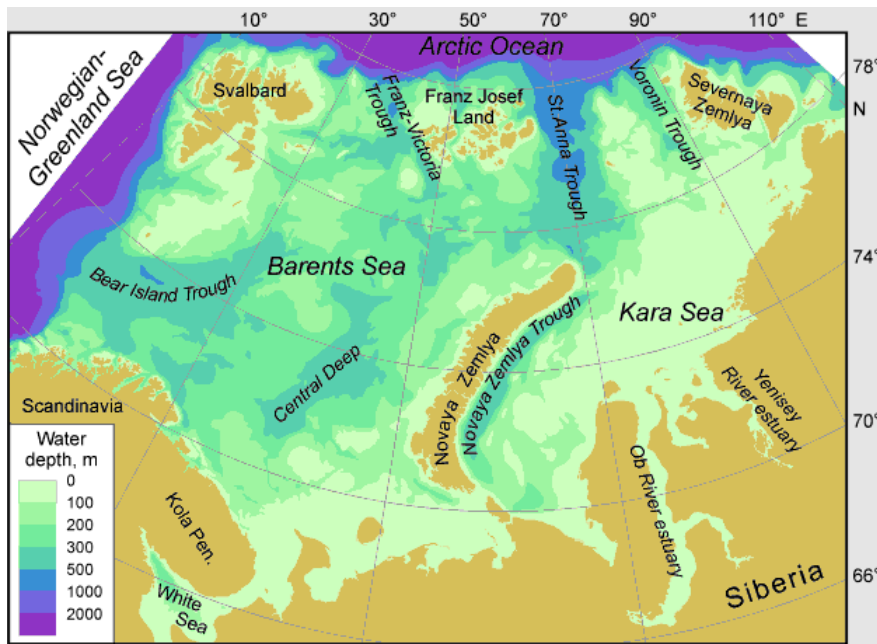 10° 30° 50° 70° 90° 110° E
Arctic Ocean
78°
N
Norwegian-
Greenland Sea
Svalbard
Franz-Victoria
Trough
Franz Josef
Land
St.Anna Trough
Voronin Trough
Severnaya
Zemlya
74°
Bear Island Trough
Barents Sea
Kara Sea
Central Deep
Novaya Zemlya
Novaya Zemlya Trough
Scandinavia
Yenisey
River estuary
70°
Ob River estuary
Kola Pen.
White
Sea
Siberia
66°
Water
depth, m
0
100
200
300
500
1000
2000